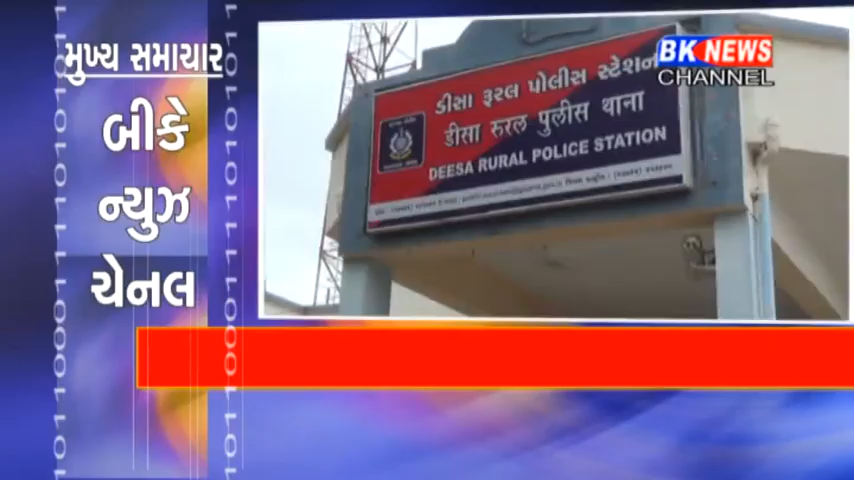 મુખ્ય સમાચાર
બીકે
ન્યુઝ
ચેનલ
BK NEWS
CHANNEL
ડીસા રૂરલ પોલીસ સ્ટેશન
डीसा रुरल पुलीस थाना
DEESA RURAL POLICE STATION